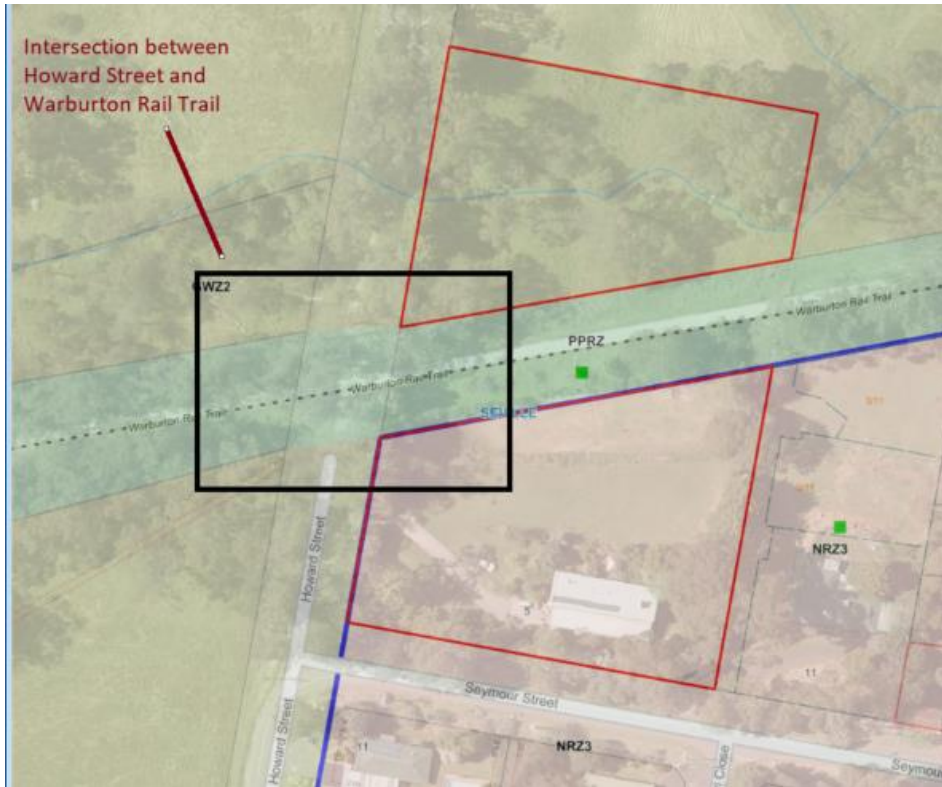 Intersection between
Howard Street and
Warburton Rail Trail
GWZ2
Warburton Rail Trail
PPRZ
Warburton Rail Trail
Warburton Rail Trail
Howard Street
NRZ3
5
11
Seymour Street
Howard Street
11
NRZ3
Close